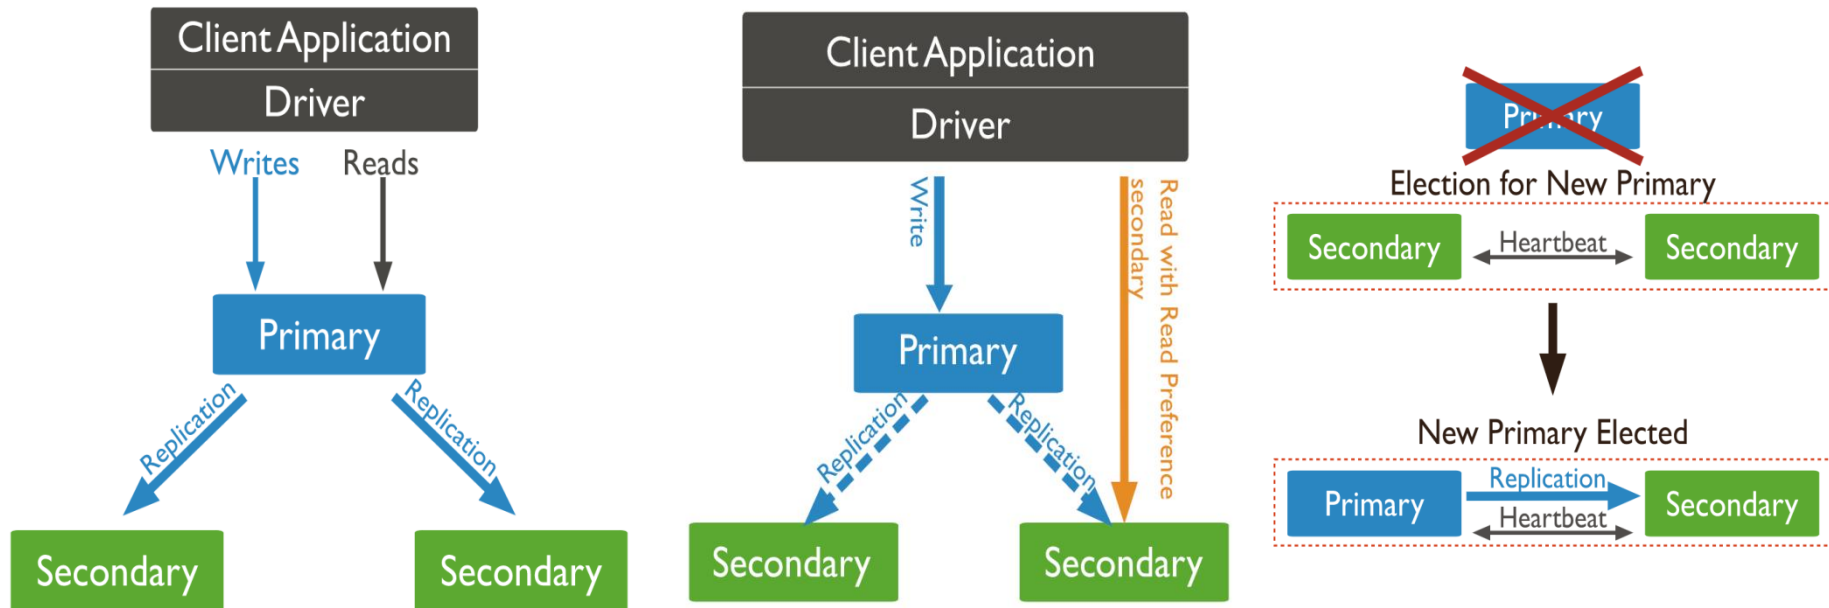 Client Application
Driver
Writes
Reads
Primary
Replication
Replication
Secondary
Secondary
Client Application
Driver
Write
Read with Read Preference
secondary
Primary
Replication
Replication
Secondary
Secondary
Primary
Election for New Primary
Secondary
Heartbeat
Secondary
New Primary Elected
Primary
Replication
Heartbeat
Secondary